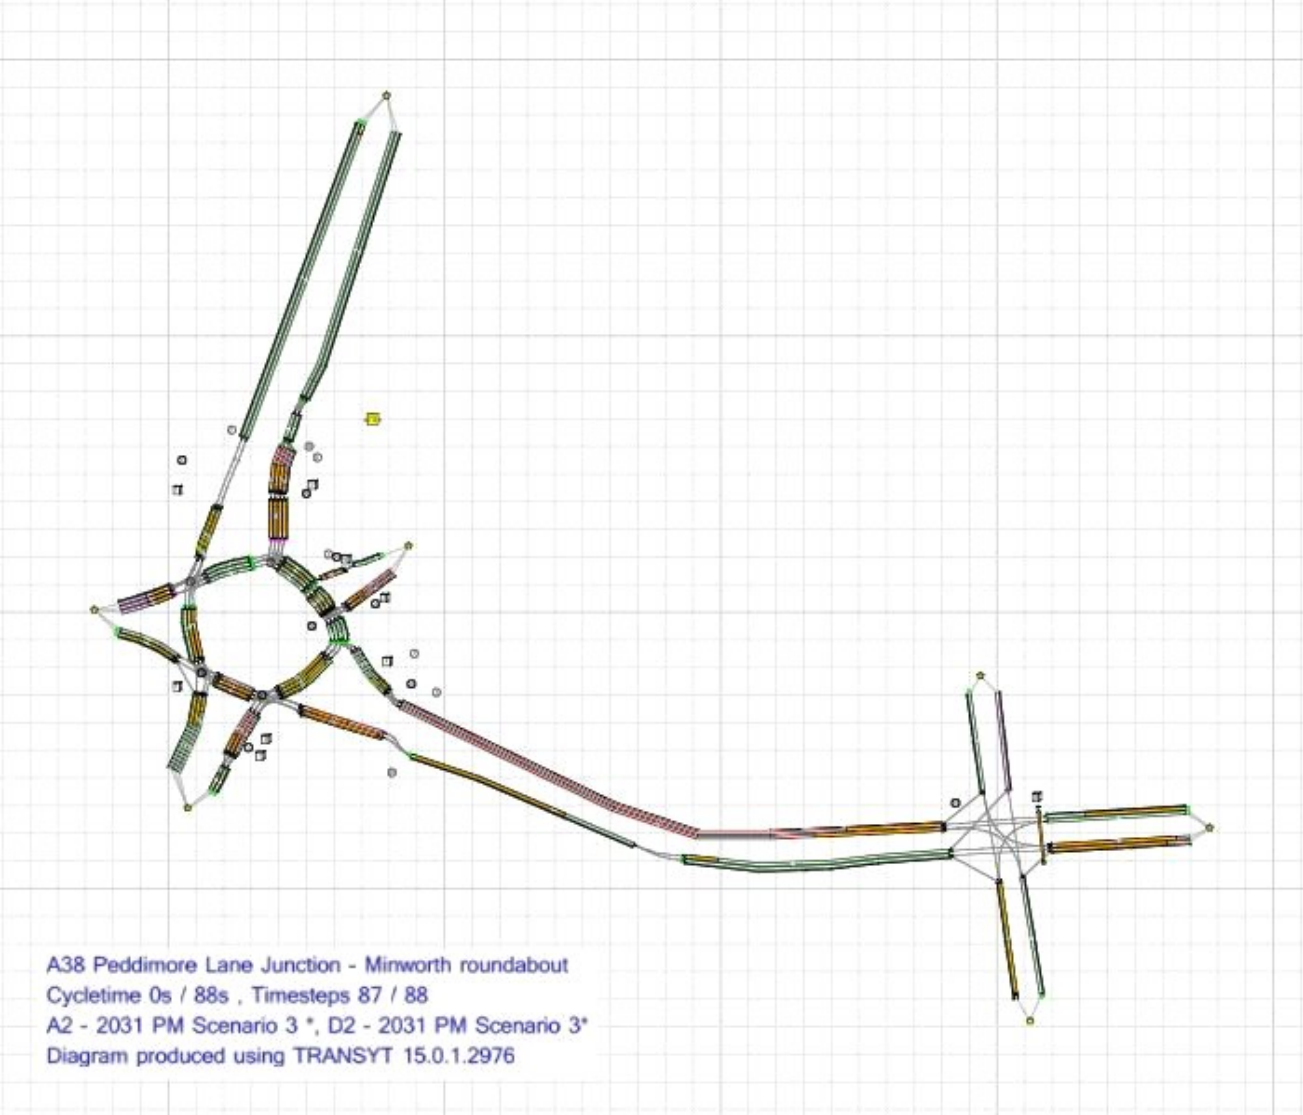 A38 Peddimore Lane Junction - Minworth roundabout
Cycletime 0s / 88s , Timesteps 87 / 88
A2 - 2031 PM Scenario 3 *, D2 - 2031 PM Scenario 3*
Diagram produced using TRANSYT 15.0.1.2976